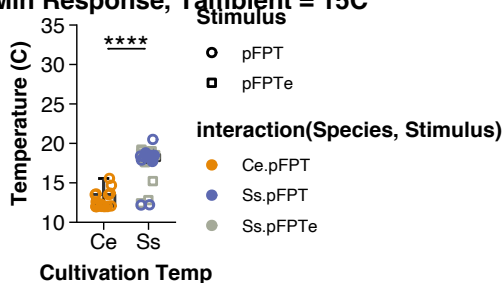 Min Response, Tambient = 15C
Stimulus
35
30
25
20
15
10
Temperature (C)
****
Ce
Ss
Cultivation Temp
pFPT
pFPTe
interaction(Species, Stimulus)
Ce.pFPT
Ss.pFPT
Ss.pFPTe